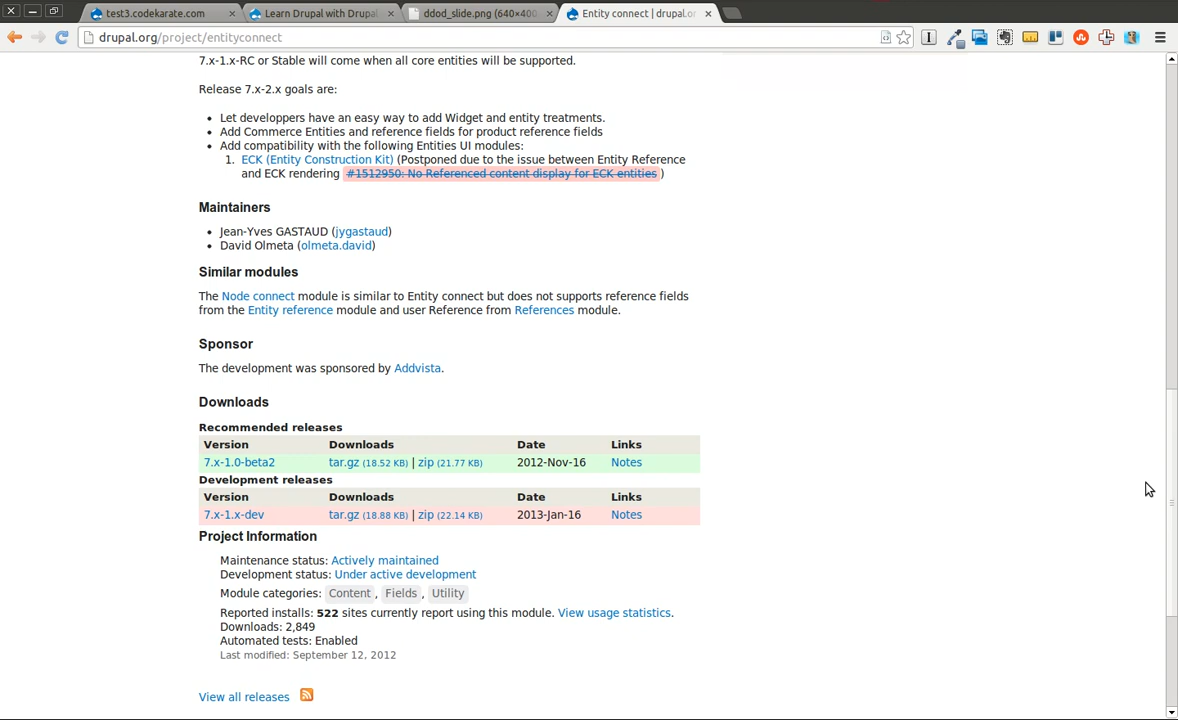 test3.codekarate.com
Learn Drupal with Drupal
ddod_slide.png (640×400
Entity connect | drupal.or
drupal.org/project/entityconnect
7.x-1.x-RC or Stable will come when all core entities will be supported.
Release 7.x-2.x goals are:
• Let developpers have an easy way to add Widget and entity treatments.
• Add Commerce Entities and reference fields for product reference fields
• Add compatibility with the following Entities UI modules:
1. ECK (Entity Construction Kit) (Postponed due to the issue between Entity Reference
and ECK rendering #1512950: No Referenced content display for ECK entities )
Maintainers
• Jean-Yves GASTAUD (jygastaud)
• David Olmeta (olmeta.david)
Similar modules
The Node connect module is similar to Entity connect but does not supports reference fields
from the Entity reference module and user Reference from References module.
Sponsor
The development was sponsored by Addvista.
Downloads
Recommended releases
Version Downloads Date Links
7.x-1.0-beta2 tar.gz (18.52 KB) | zip (21.77 KB) 2012-Nov-16 Notes
Development releases
Version Downloads Date Links
7.x-1.x-dev tar.gz (18.88 KB) | zip (22.14 KB) 2013-Jan-16 Notes
Project Information
Maintenance status: Actively maintained
Development status: Under active development
Module categories: Content , Fields , Utility
Reported installs: 522 sites currently report using this module. View usage statistics.
Downloads: 2,849
Automated tests: Enabled
Last modified: September 12, 2012
View all releases